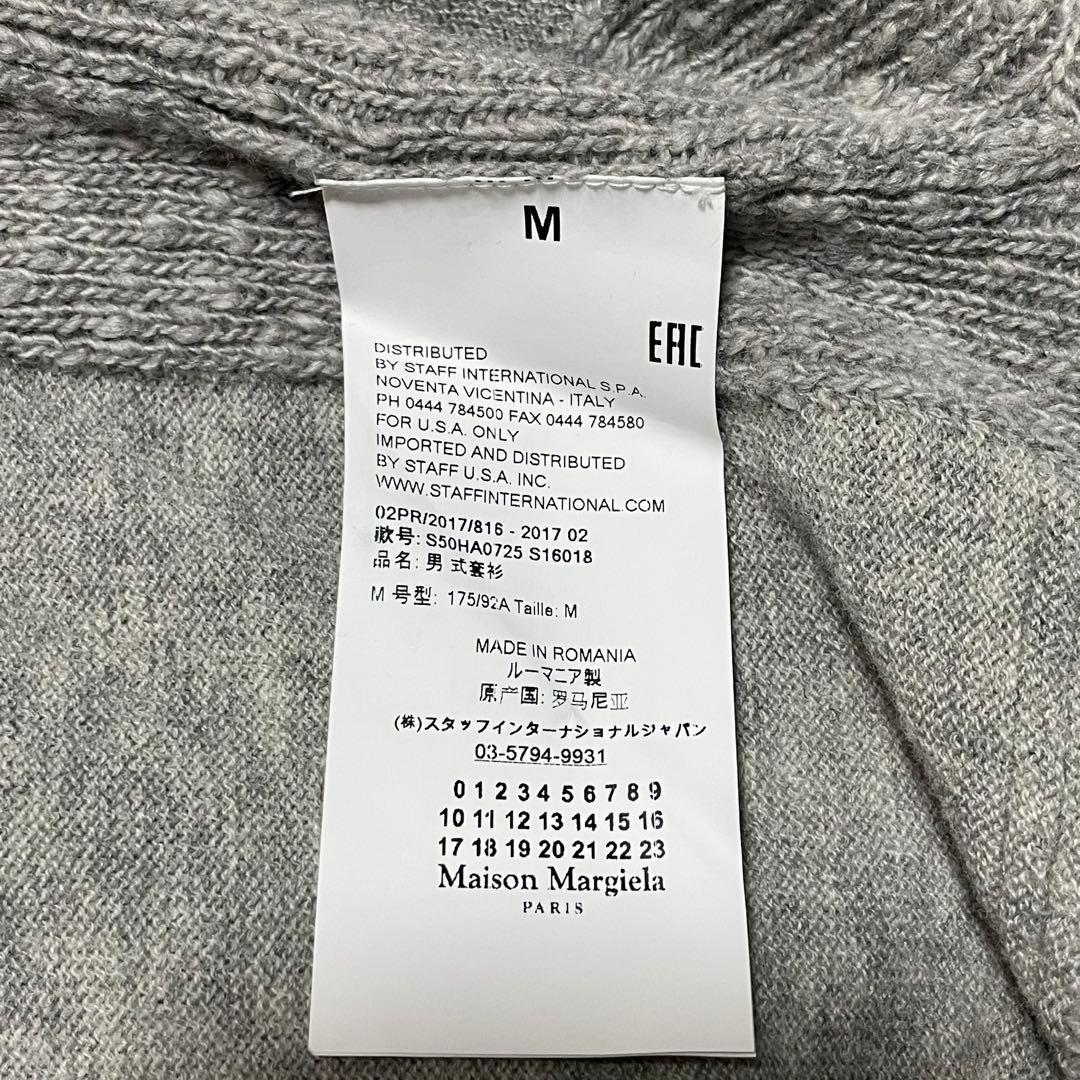 M
EAC
DISTRIBUTED
BY STAFF INTERNATIONAL S.P.A.
NOVENTA VICENTINA - ITALY
PH 0444 784500 FAX 0444 784580
FOR U.S.A. ONLY
IMPORTED AND DISTRIBUTED
BY STAFF U.S.A. INC.
WWW.STAFFINTERNATIONAL.COM
02PR/2017/816 - 2017 02
款号: S50HA0725 S16018
品名: 男 式套衫
M 号型: 175/92A Taille: M
MADE IN ROMANIA
ルーマニア製
原产国: 罗马尼亚
(株)スタッフインターナショナルジャパン
03-5794-9931
0 1 2 3 4 5 6 7 8 9
10 11 12 13 14 15 16
17 18 19 20 21 22 23
Maison Margiela
PARIS